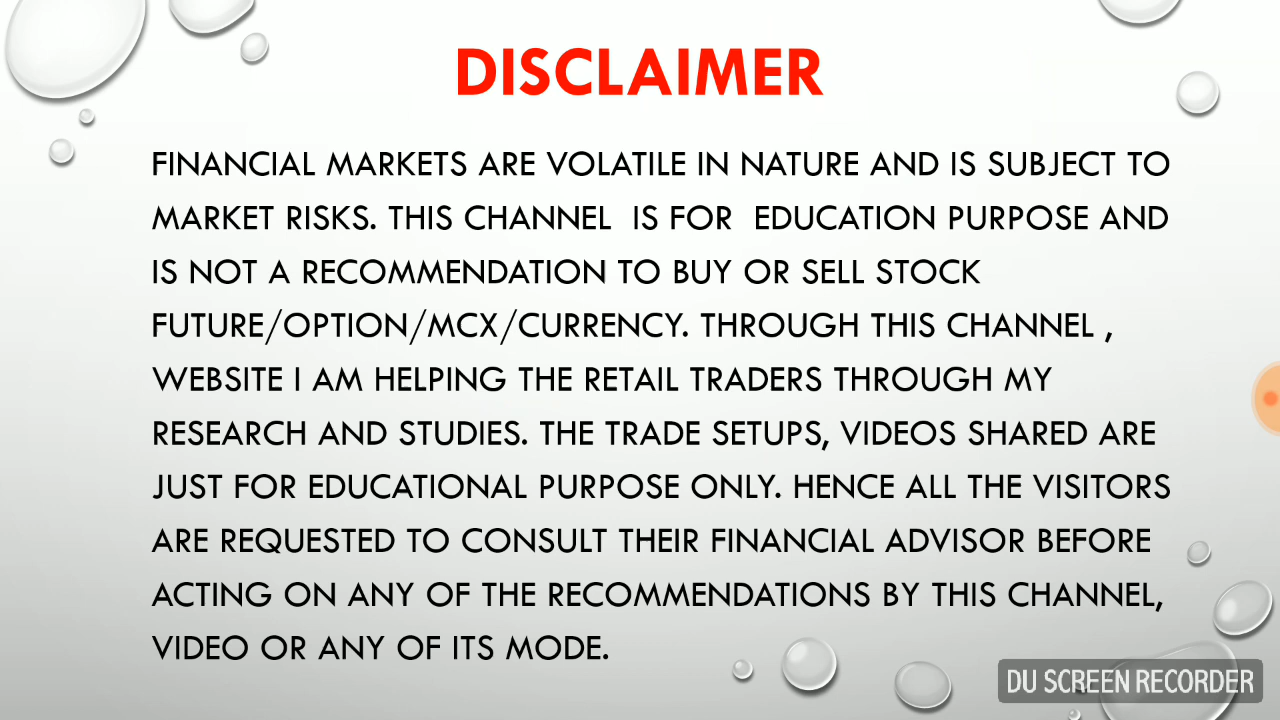 DISCLAIMER
FINANCIAL MARKETS ARE VOLATILE IN NATURE AND IS SUBJECT TO
MARKET RISKS. THIS CHANNEL IS FOR EDUCATION PURPOSE AND
IS NOT A RECOMMENDATION TO BUY OR SELL STOCK
FUTURE/OPTION/MCX/CURRENCY. THROUGH THIS CHANNEL ,
WEBSITE I AM HELPING THE RETAIL TRADERS THROUGH MY
RESEARCH AND STUDIES. THE TRADE SETUPS, VIDEOS SHARED ARE
JUST FOR EDUCATIONAL PURPOSE ONLY. HENCE ALL THE VISITORS
ARE REQUESTED TO CONSULT THEIR FINANCIAL ADVISOR BEFORE
ACTING ON ANY OF THE RECOMMENDATIONS BY THIS CHANNEL,
VIDEO OR ANY OF ITS MODE.
DU SCREEN RECORDER